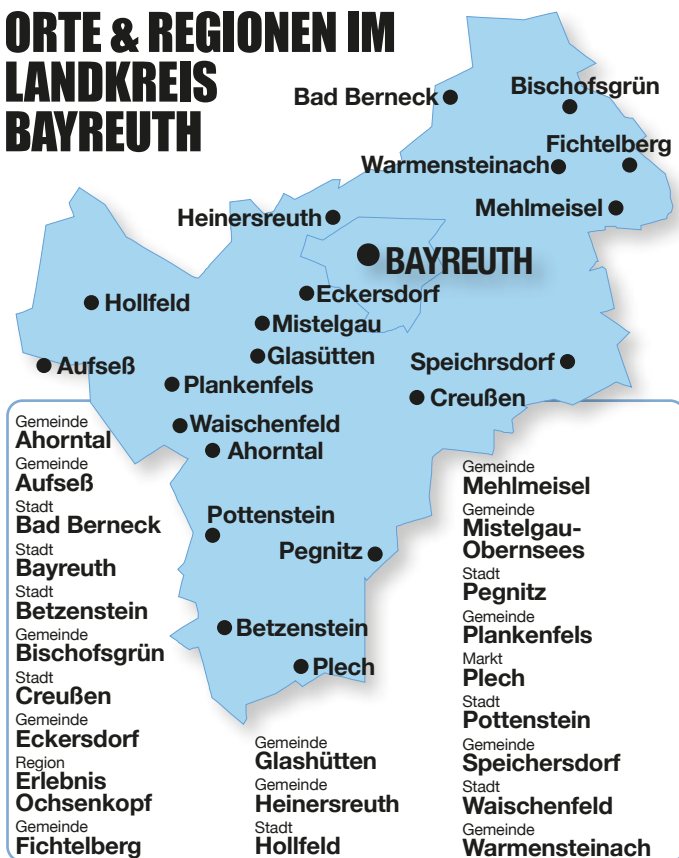 ORTE & REGIONEN IM
LANDKREIS
BAYREUTH
Bad Berneck
Bischofsgrün
Fichtelberg
Warmensteinach
Mehlmeisel
Heinersreuth
BAYREUTH
Eckersdorf
Hollfeld
Mistelgau
Glasütten
Aufseß
Speichrsdorf
Plankenfels
Creußen
Waischenfeld
Ahorntal
Pottenstein
Pegnitz
Betzenstein
Plech
Gemeinde
Ahorntal
Gemeinde
Aufseß
Stadt
Bad Berneck
Stadt
Bayreuth
Stadt
Betzenstein
Gemeinde
Bischofsgrün
Stadt
Creußen
Gemeinde
Eckersdorf
Region
Erlebnis
Ochsenkopf
Gemeinde
Fichtelberg
Gemeinde
Glashütten
Gemeinde
Heinersreuth
Stadt
Hollfeld
Gemeinde
Mehlmeisel
Gemeinde
Mistelgau-
Obernsees
Stadt
Pegnitz
Gemeinde
Plankenfels
Markt
Plech
Stadt
Pottenstein
Gemeinde
Speichersdorf
Stadt
Waischenfeld
Gemeinde
Warmensteinach